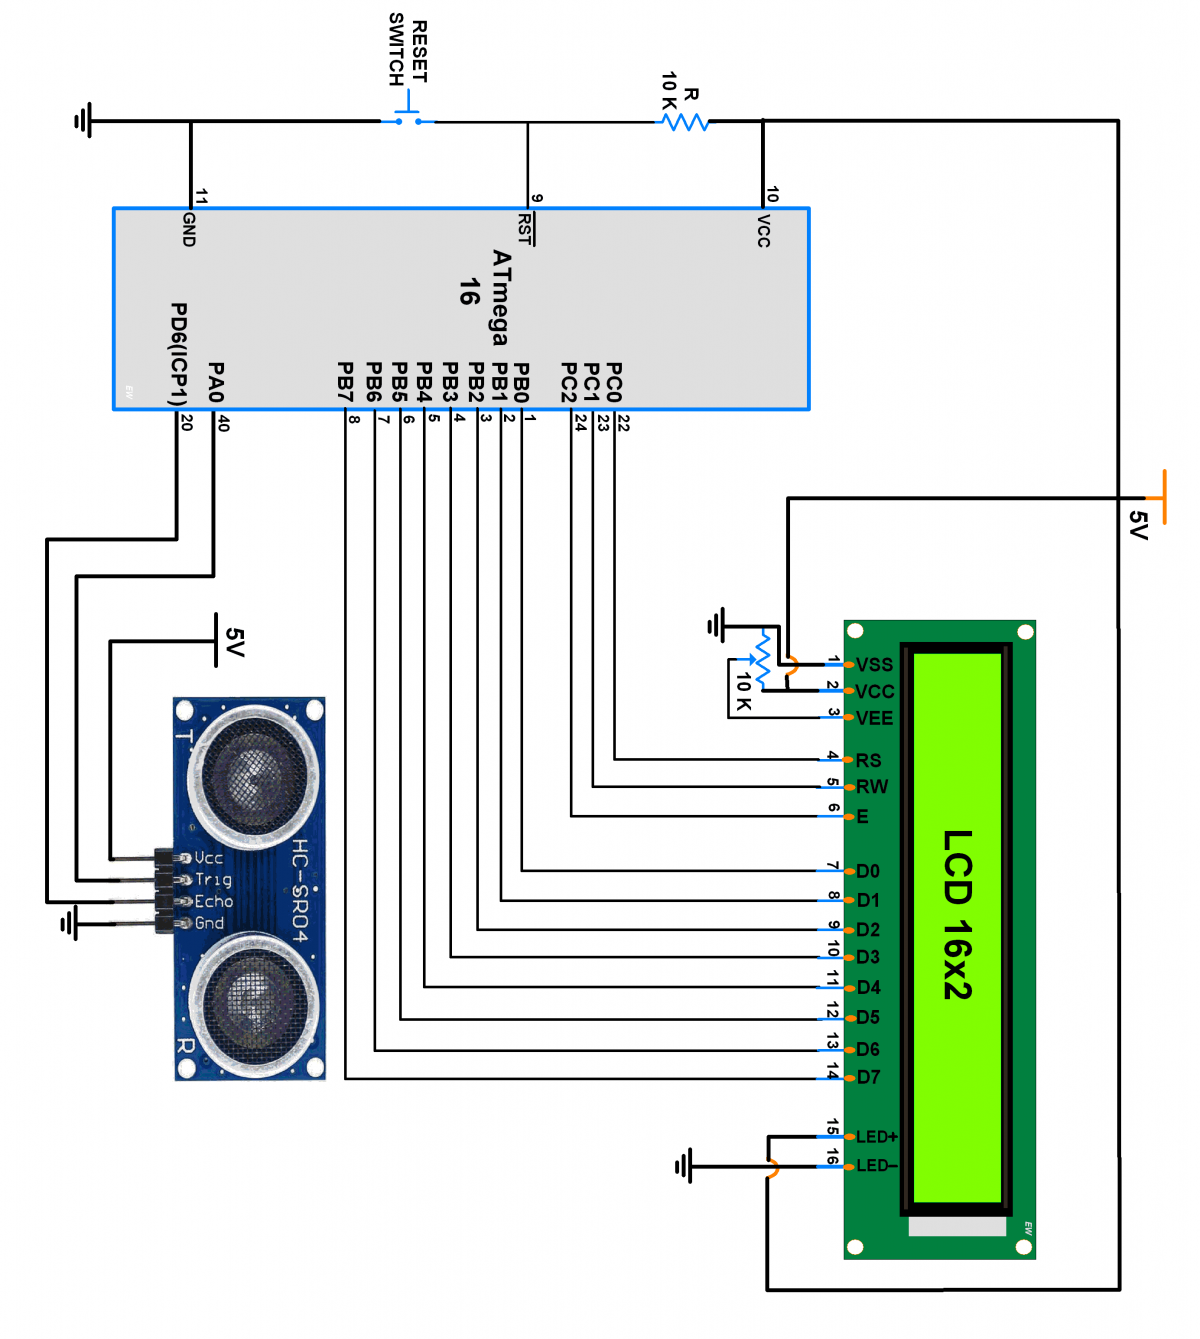 RESET
SWITCH
R
10 K
11
9
10
GND
RST
VCC
ATmega
16
PD6(ICP1)
PA0
PB7
PB6
PB5
PB4
PB3
PB2
PB1
PB0
PC2
PC1
PC0
EW
20
40
8
7
6
5
4
3
2
1
24
23
22
5V
5V
10 K
1 VSS
2 VCC
3 VEE
4 RS
5 RW
6 E
7 D0
8 D1
9 D2
10 D3
11 D4
12 D5
13 D6
14 D7
15 LED+
16 LED-
LCD 16x2
EW
T
HC-SR04
Vcc
Trig
Echo
Gnd
R